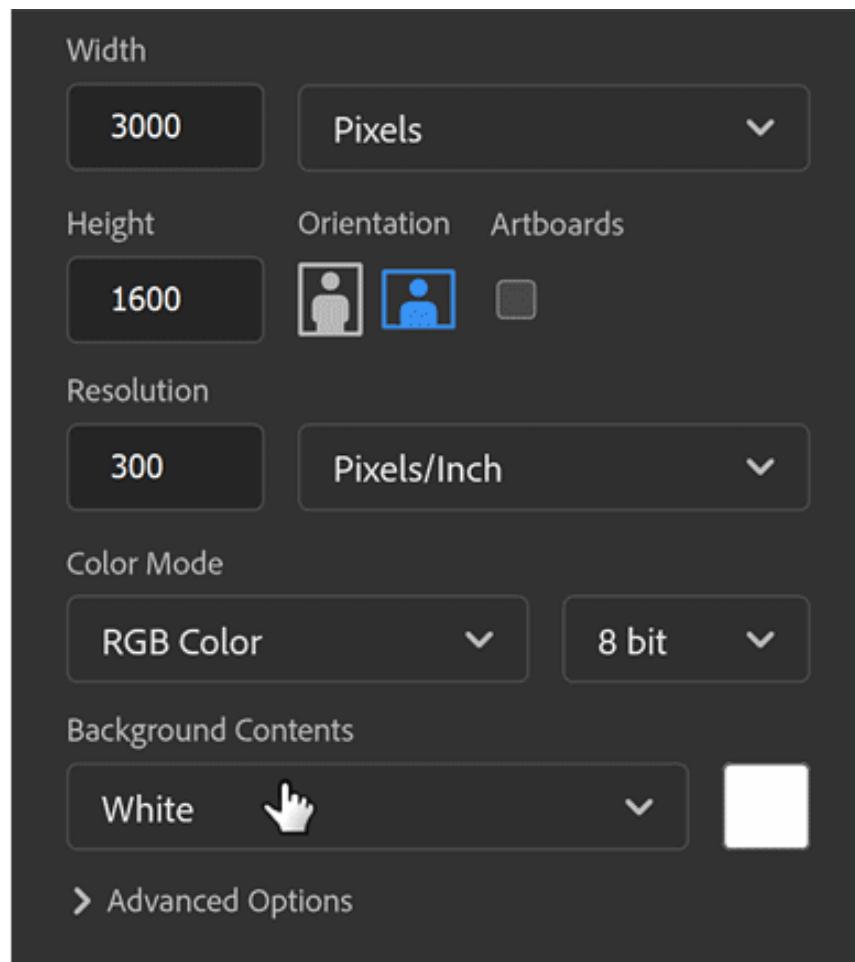 Width
3000 Pixels
Height Orientation Artboards
1600
Resolution
300 Pixels/Inch
Color Mode
RGB Color 8 bit
Background Contents
White
Advanced Options